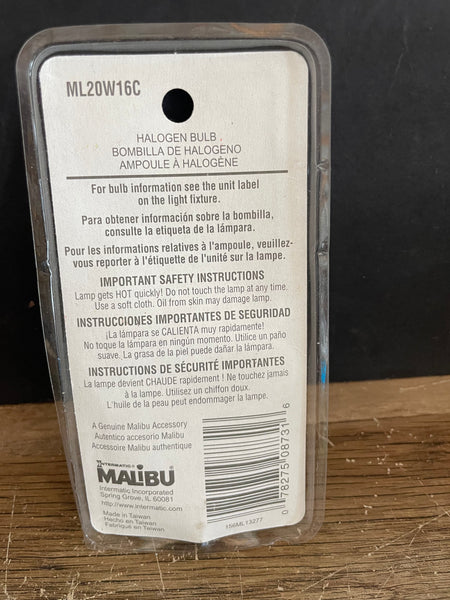 ML20W16C
HALOGEN BULB
BOMBILLA DE HALOGENO
AMPOULE À HALOGÈNE
For bulb information see the unit label
on the light fixture.
Para obtener información sobre la bombilla,
consulte la etiqueta de la lámpara.
Pour les informations relatives à l'ampoule, veuillez-
vous reporter à l'étiquette de l'unité sur la lampe.
IMPORTANT SAFETY INSTRUCTIONS
Lamp gets HOT quickly! Do not touch the lamp at any time.
Use a soft cloth. Oil from skin may damage lamp.
INSTRUCCIONES IMPORTANTES DE SEGURIDAD
¡La lámpara se CALIENTA muy rapidamente!
No toque la lámpara en ningún momento. Utilice un paño
suave. La grasa de la piel puede dañar la lámpara.
INSTRUCTIONS DE SÉCURITÉ IMPORTANTES
La lampe devient CHAUDE rapidement ! Ne touchez jamais
à la lampe. Utilisez un chiffon doux.
L'huile de la peau peut endommager la lampe.
A Genuine Malibu Accessory
Autentico accesorio Malibu
Accessoire authentique Malibu
INTERMATIC®
MALIBU
Intermatic Incorporated
Spring Grove, IL 60081
http://www.intermatic.com
Made in Taiwan
Hecho en Taiwan
Fabriqué en Taiwan
0 78275 08731 6
156ML13277